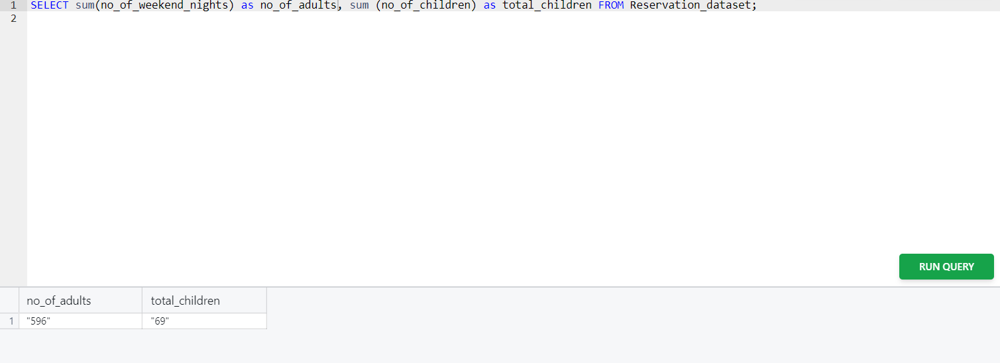 1 SELECT sum(no_of_weekend_nights) as no_of_adults, sum (no_of_children) as total_children FROM Reservation_dataset;
2
RUN QUERY
no_of_adults total_children
1 "596" "69"